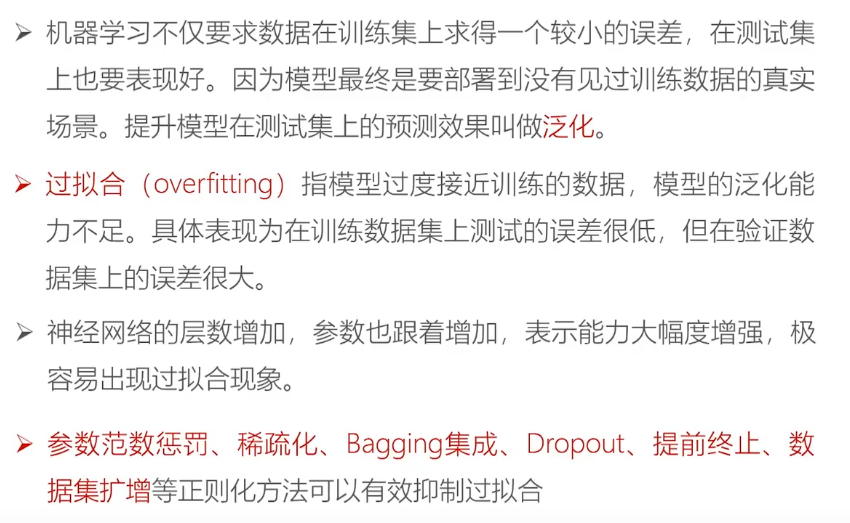 ➢ 机器学习不仅要求数据在训练集上求得一个较小的误差，在测试集
上也要表现好。因为模型最终是要部署到没有见过训练数据的真实
场景。提升模型在测试集上的预测效果叫做泛化。
➢ 过拟合（overfitting）指模型过度接近训练的数据，模型的泛化能
力不足。具体表现为在训练数据集上测试的误差很低，但在验证数
据集上的误差很大。
➢ 神经网络的层数增加，参数也跟着增加，表示能力大幅度增强，极
容易出现过拟合现象。
➢ 参数范数惩罚、稀疏化、Bagging集成、Dropout、提前终止、数
据集扩增等正则化方法可以有效抑制过拟合